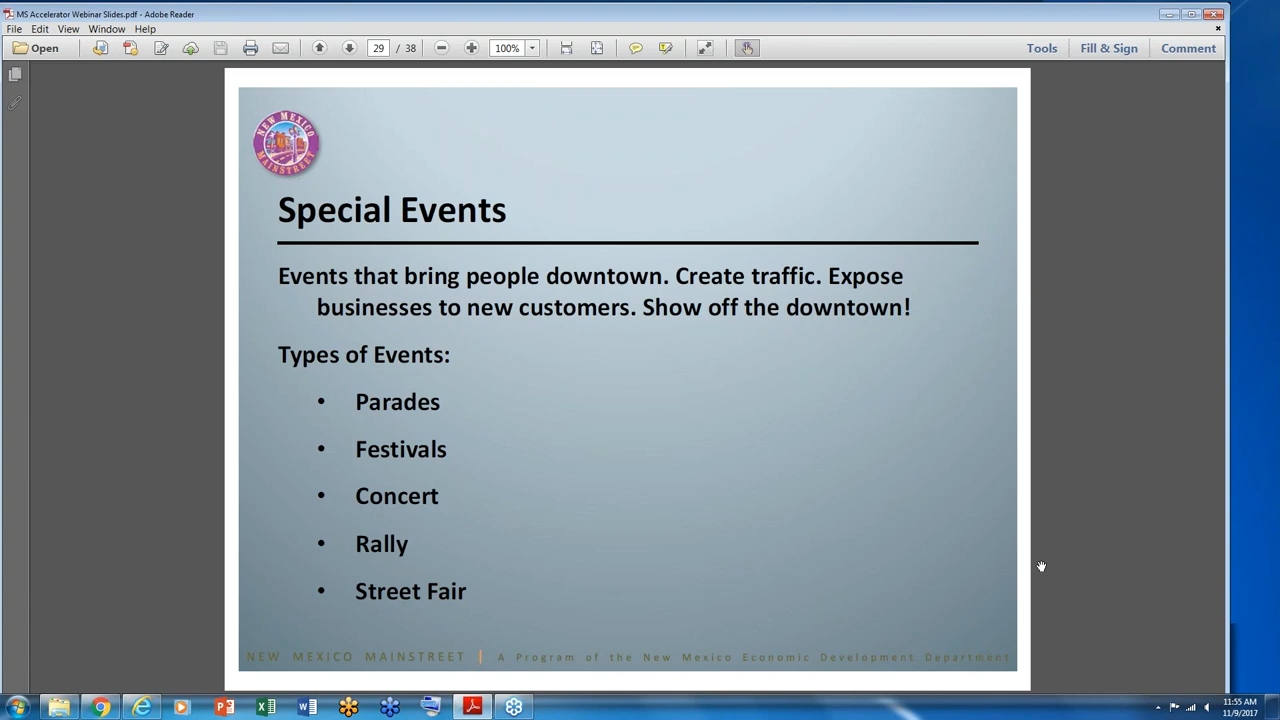 MS Accelerator Webinar Slides.pdf - Adobe Reader
File Edit View Window Help
Open 29 / 38 100% Tools Fill & Sign Comment
NEW MEXICO
MAINSTREET
Special Events
Events that bring people downtown. Create traffic. Expose
businesses to new customers. Show off the downtown!
Types of Events:
• Parades
• Festivals
• Concert
• Rally
• Street Fair
NEW MEXICO MAINSTREET | A Program of the New Mexico Economic Development Department
11:55 AM
11/9/2017